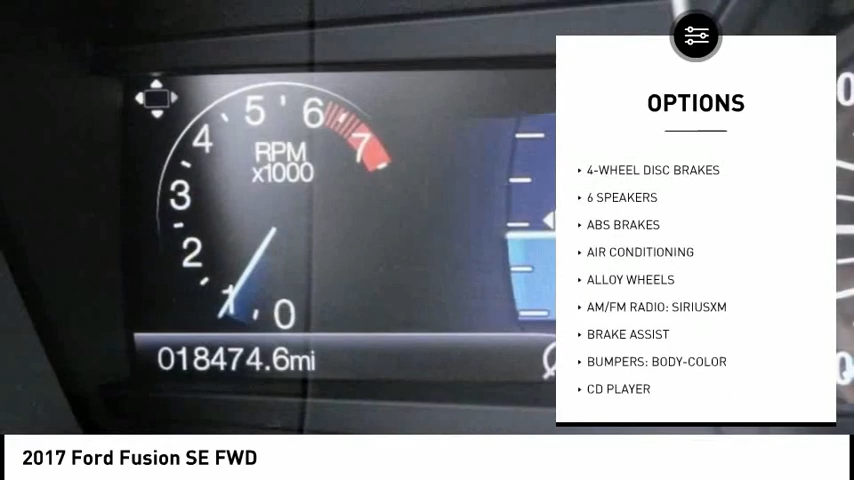 5
6
4
7
RPM
x1000
3
2
1
0
018474.6mi
OPTIONS
4-WHEEL DISC BRAKES
6 SPEAKERS
ABS BRAKES
AIR CONDITIONING
ALLOY WHEELS
AM/FM RADIO: SIRIUSXM
BRAKE ASSIST
BUMPERS: BODY-COLOR
CD PLAYER
2017 Ford Fusion SE FWD